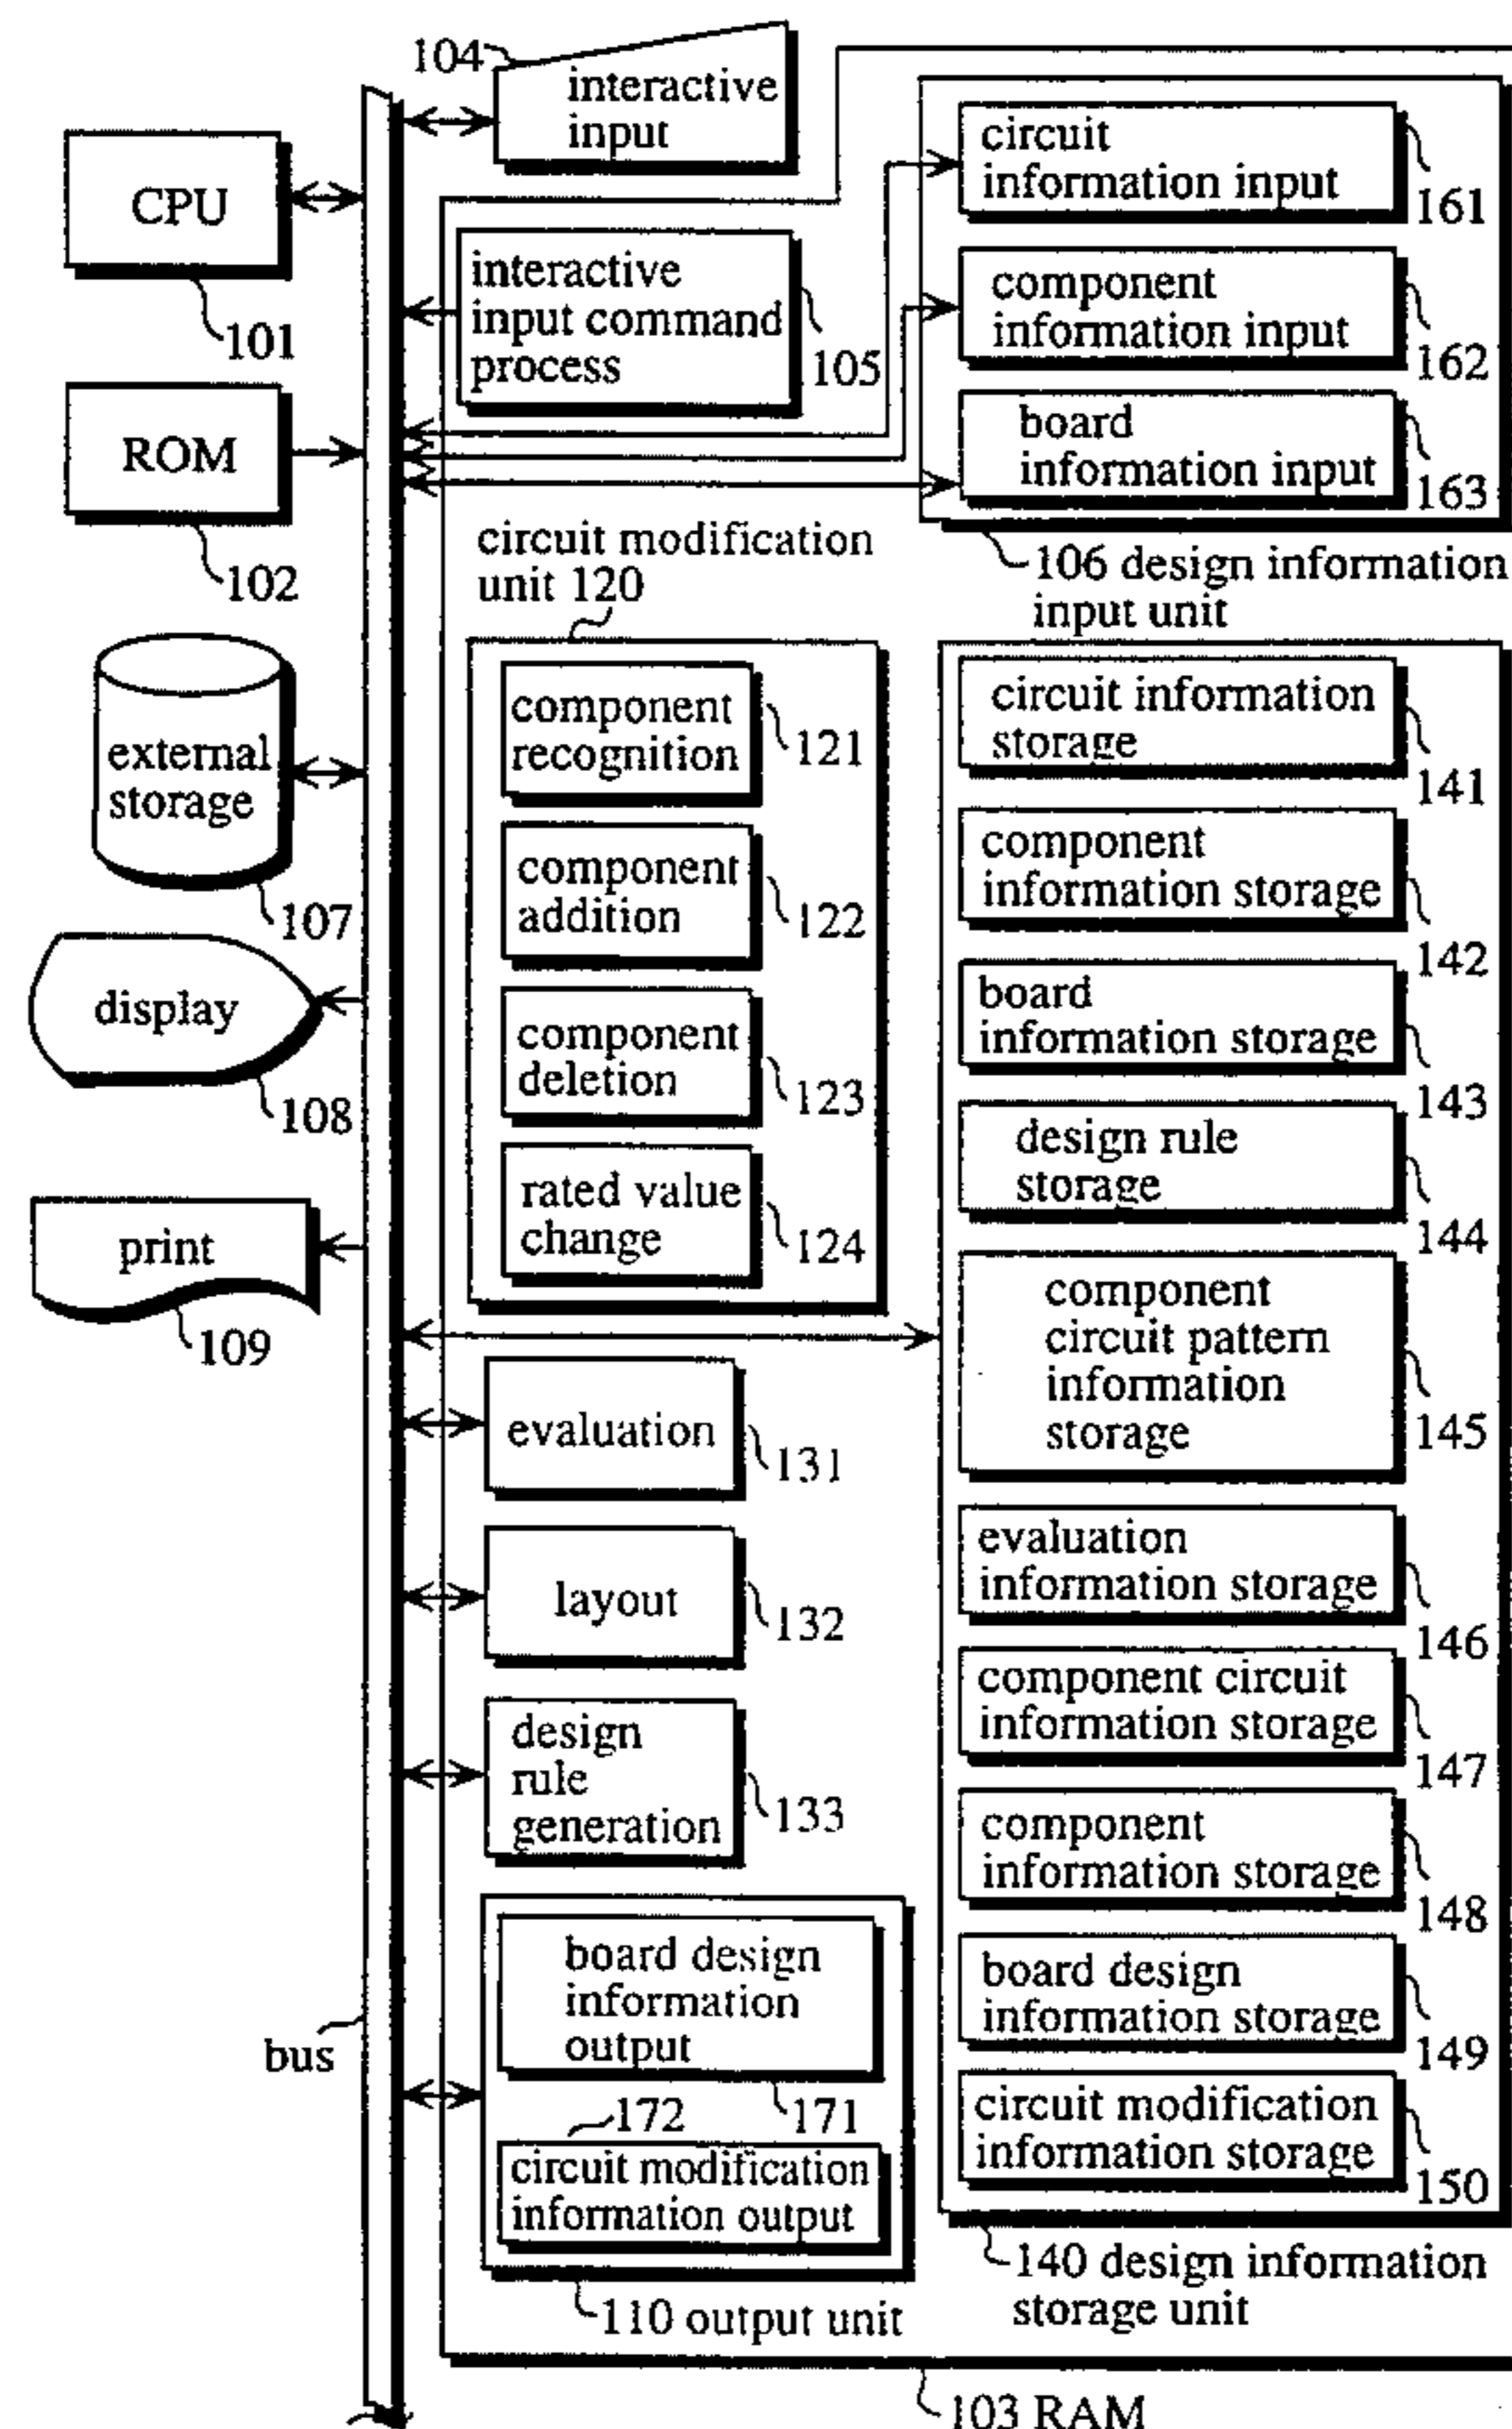 104
interactive
input
CPU
101
ROM
102
external
storage
107
display
108
print
109
bus
interactive
input command
process
105
circuit
information input
161
component
information input
162
board
information input
163
106 design information
input unit
circuit modification
unit 120
component
recognition
121
component
addition
122
component
deletion
123
rated value
change
124
evaluation
131
layout
132
design
rule
generation
133
board design
information
output
171
172
circuit modification
information output
110 output unit
circuit information
storage
141
component
information storage
142
board
information storage
143
design rule
storage
144
component
circuit pattern
information
storage
145
evaluation
information storage
146
component circuit
information storage
147
component
information storage
148
board design
information storage
149
circuit modification
information storage
150
140 design information
storage unit
103 RAM